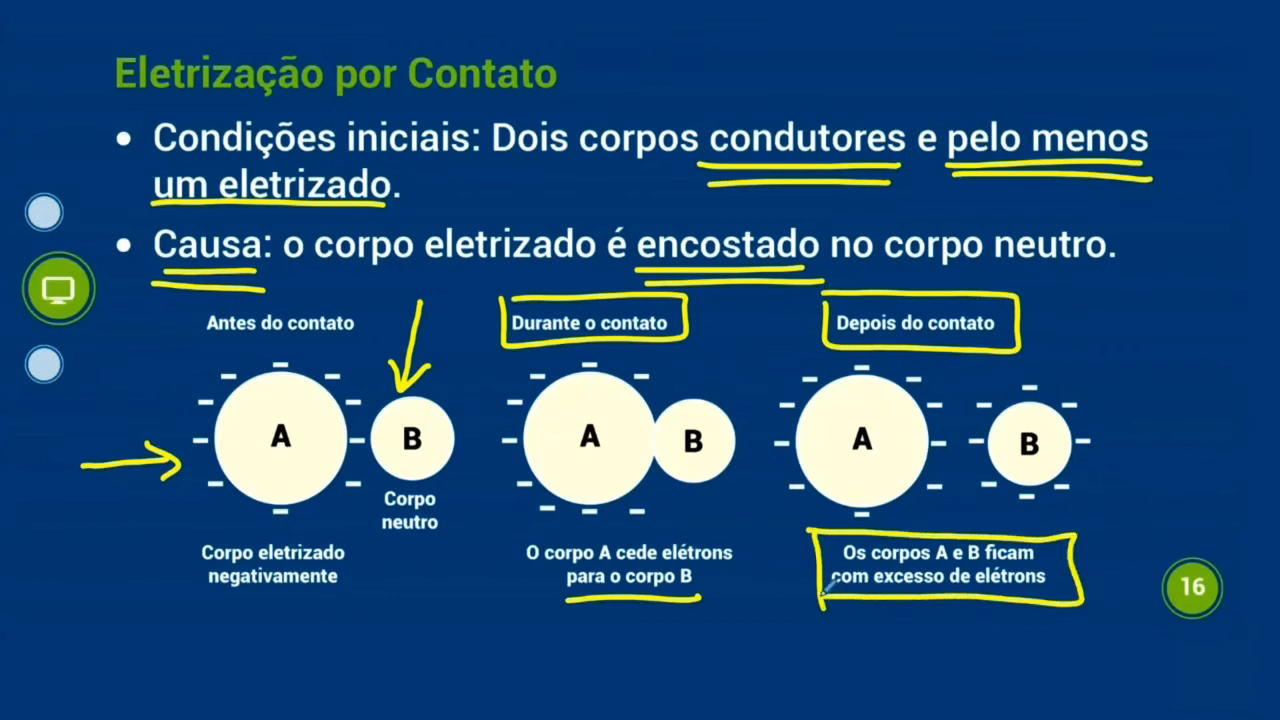 Eletrização por Contato
• Condições iniciais: Dois corpos condutores e pelo menos
um eletrizado.
• Causa: o corpo eletrizado é encostado no corpo neutro.
Antes do contato
Durante o contato
Depois do contato
A
B
A
B
A
B
Corpo
neutro
Corpo eletrizado
negativamente
O corpo A cede elétrons
para o corpo B
Os corpos A e B ficam
com excesso de elétrons
16